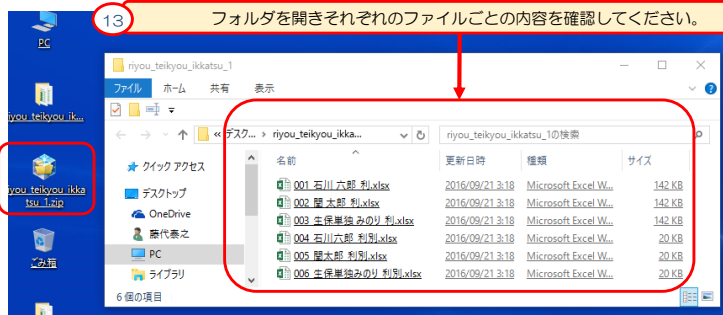 13
フォルダを開きそれぞれのファイルごとの内容を確認してください。
PC
riyou_teikyou_ik...
riyou_teikyou_ikka
tsu_1.zip
ごみ箱
riyou_teikyou_ikkatsu_1
ファイル ホーム 共有 表示
« デスク... › riyou_teikyou_ikka...
riyou_teikyou_ikkatsu_1の検索
クイック アクセス
デスクトップ
OneDrive
藤代泰之
PC
ライブラリ
名前 更新日時 種類 サイズ
001 石川 六郎 利.xlsx 2016/09/21 3:18 Microsoft Excel W... 142 KB
002 関 太郎 利.xlsx 2016/09/21 3:18 Microsoft Excel W... 142 KB
003 生保単独 みのり 利.xlsx 2016/09/21 3:18 Microsoft Excel W... 142 KB
004 石川六郎 利別.xlsx 2016/09/21 3:18 Microsoft Excel W... 20 KB
005 関太郎 利別.xlsx 2016/09/21 3:18 Microsoft Excel W... 20 KB
006 生保単独みのり 利別.xlsx 2016/09/21 3:18 Microsoft Excel W... 20 KB
6 個の項目